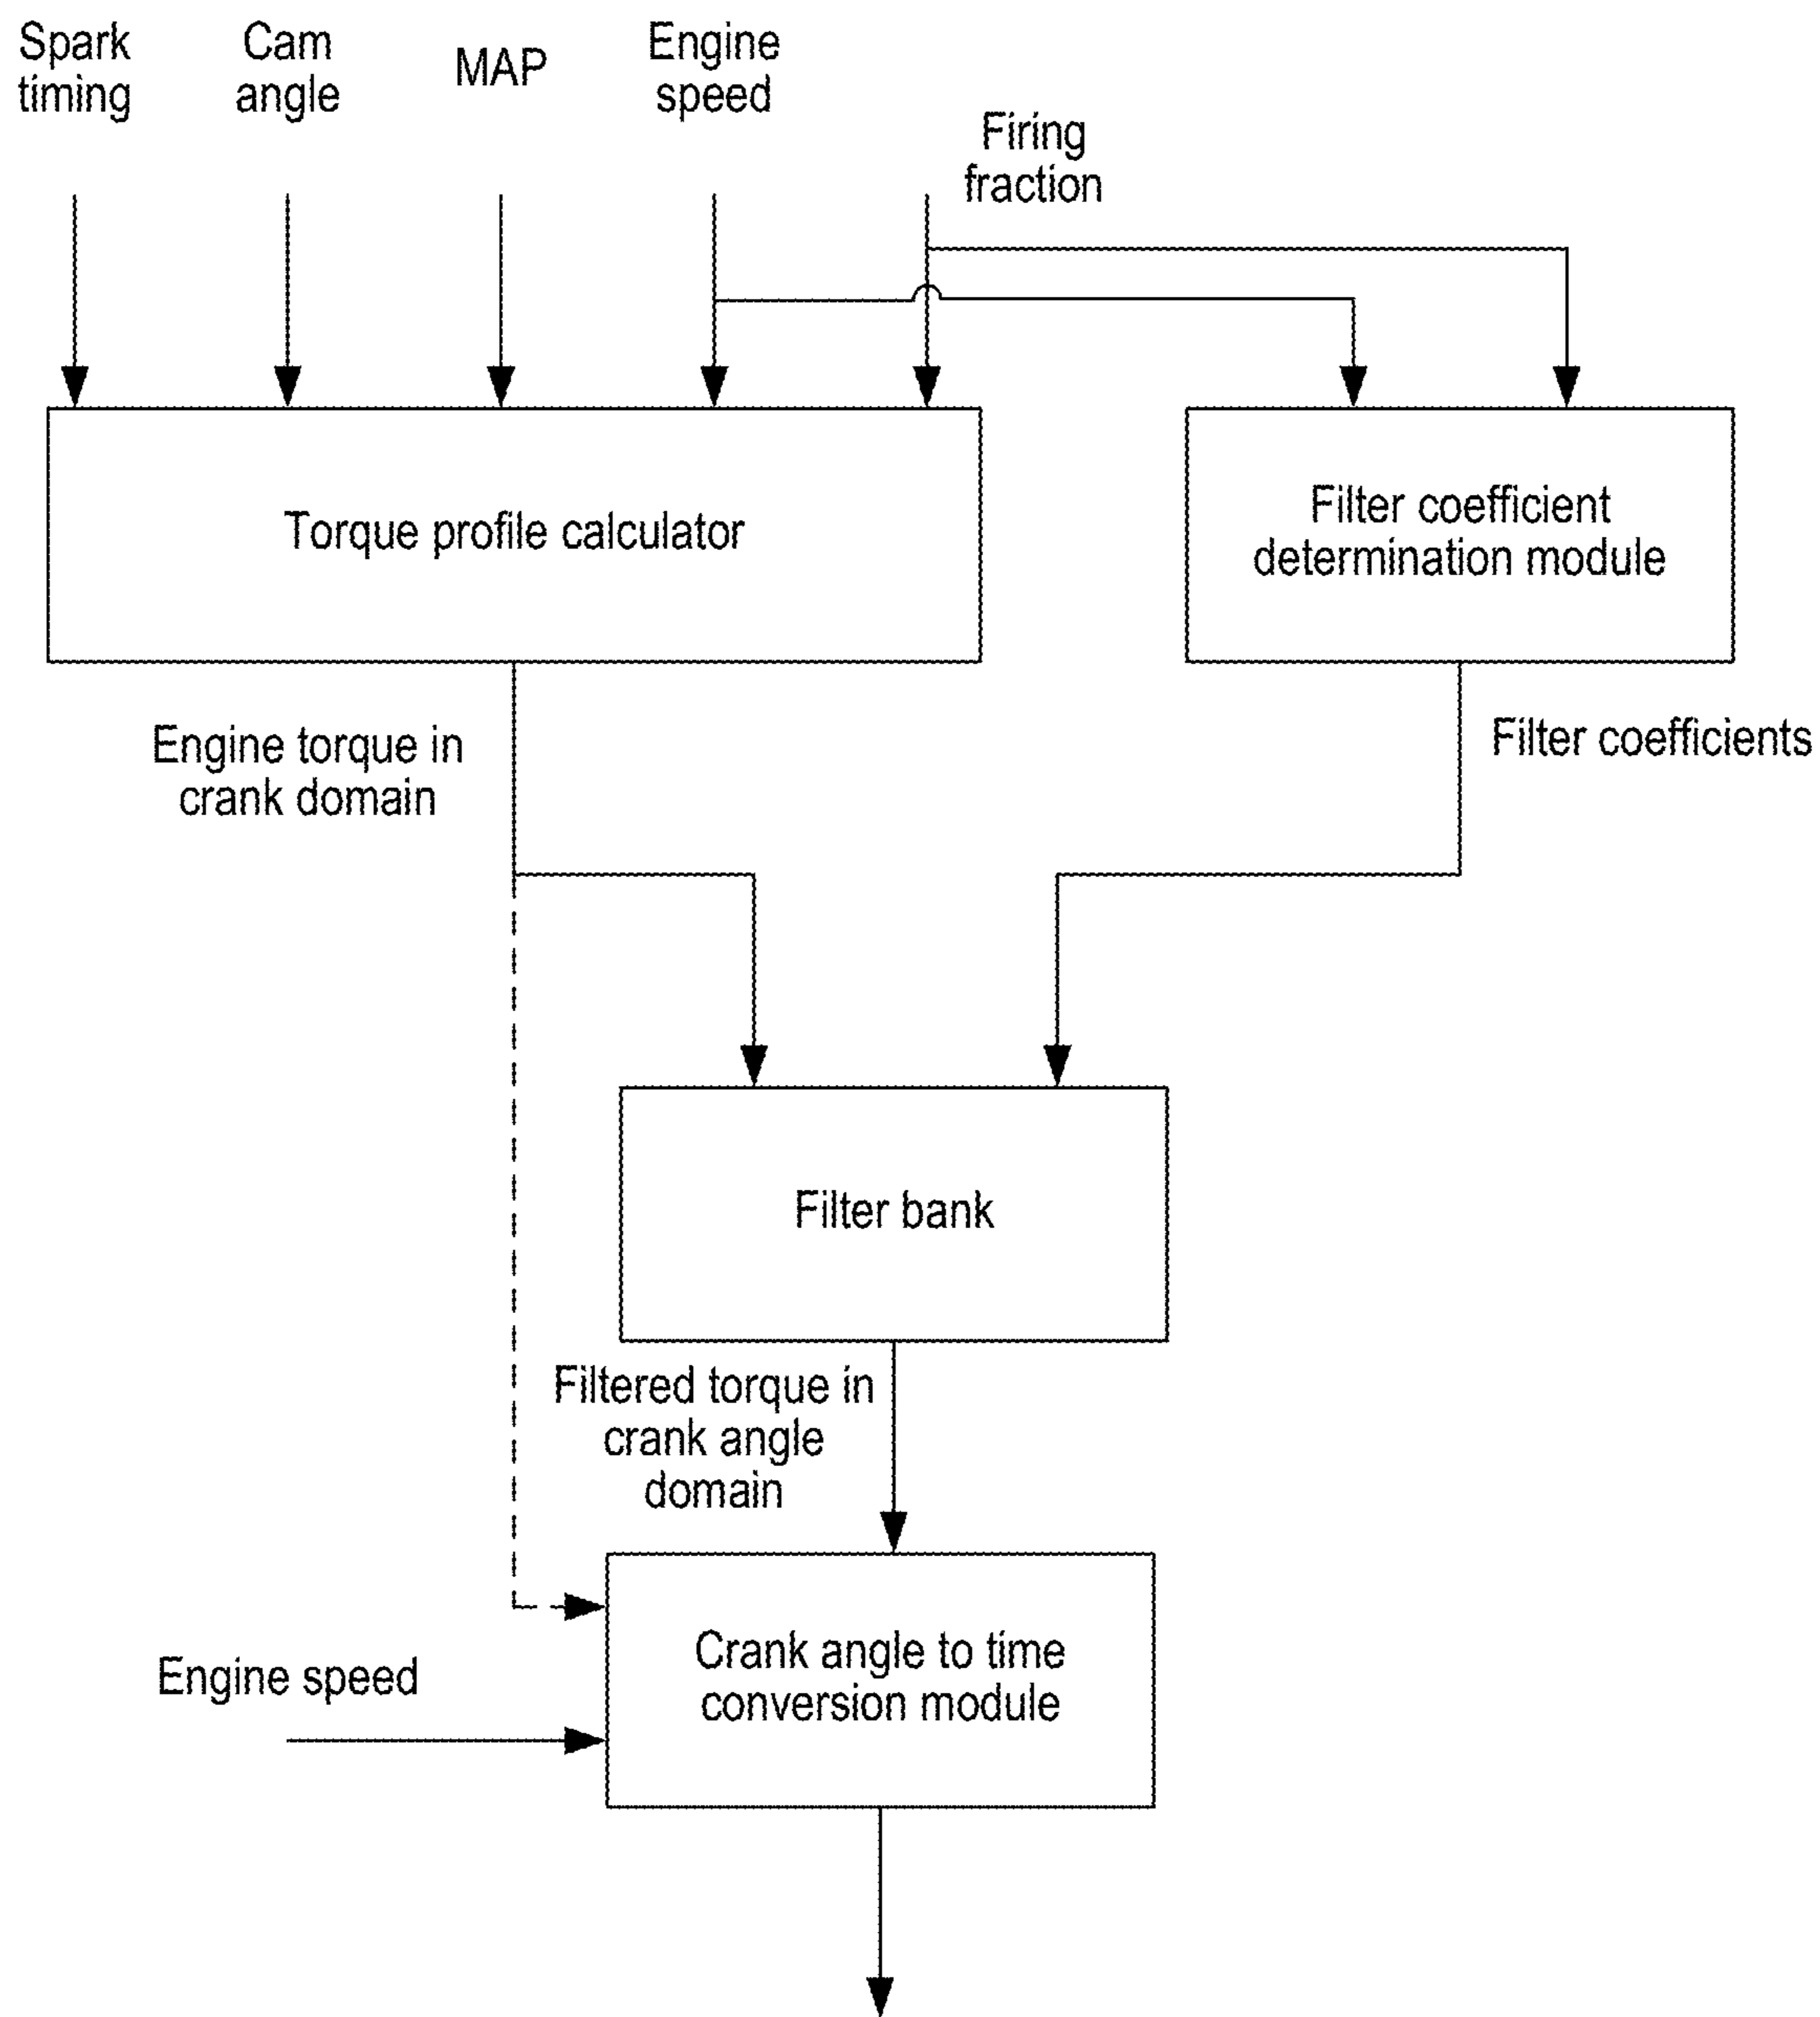 Spark
timing
Cam
angle
MAP
Engine
speed
Firing
fraction
Torque profile calculator
Filter coefficient
determination module
Engine torque in
crank domain
Filter coefficients
Filter bank
Filtered torque in
crank angle
domain
Crank angle to time
conversion module
Engine speed